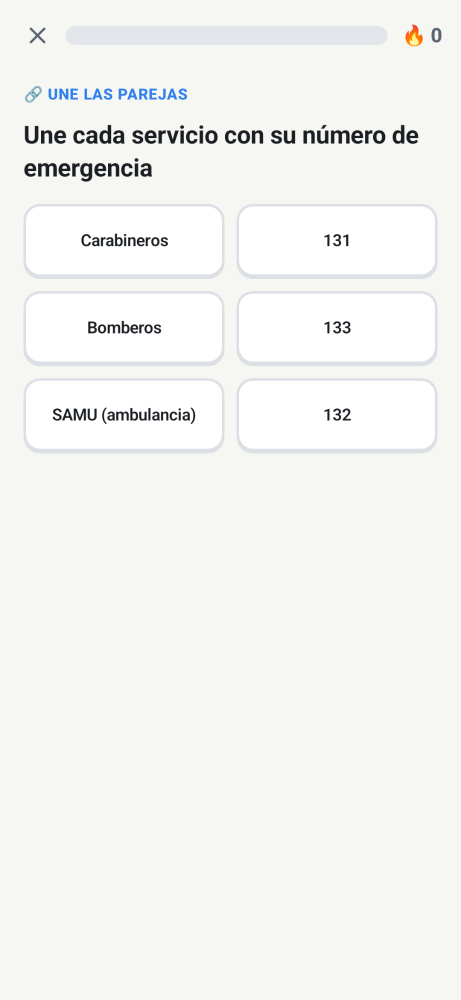 🔥 0
🔗 UNE LAS PAREJAS
Une cada servicio con su número de
emergencia
Carabineros
131
Bomberos
133
SAMU (ambulancia)
132